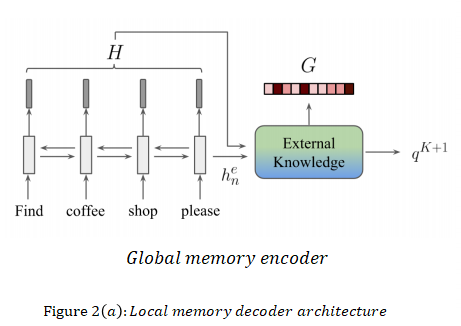 H
G
External
Knowledge
q^{K+1}
h_n^e
Find coffee shop please
Global memory encoder
Figure 2(a): Local memory decoder architecture